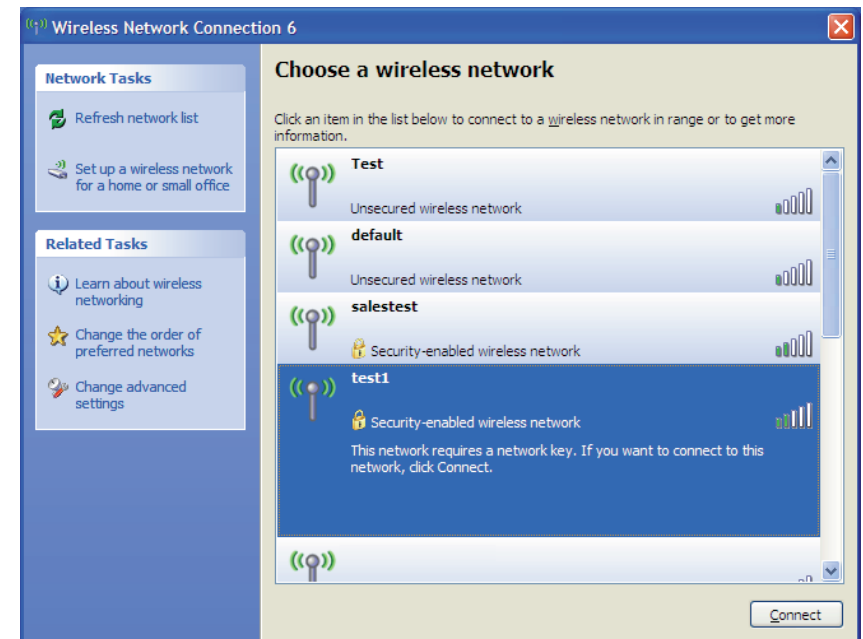 Wireless Network Connection 6
Network Tasks
Refresh network list
Set up a wireless network
for a home or small office
Related Tasks
Learn about wireless
networking
Change the order of
preferred networks
Change advanced
settings
Choose a wireless network
Click an item in the list below to connect to a wireless network in range or to get more
information.
Test
Unsecured wireless network
default
Unsecured wireless network
salestest
Security-enabled wireless network
test1
Security-enabled wireless network
This network requires a network key. If you want to connect to this
network, click Connect.
Connect